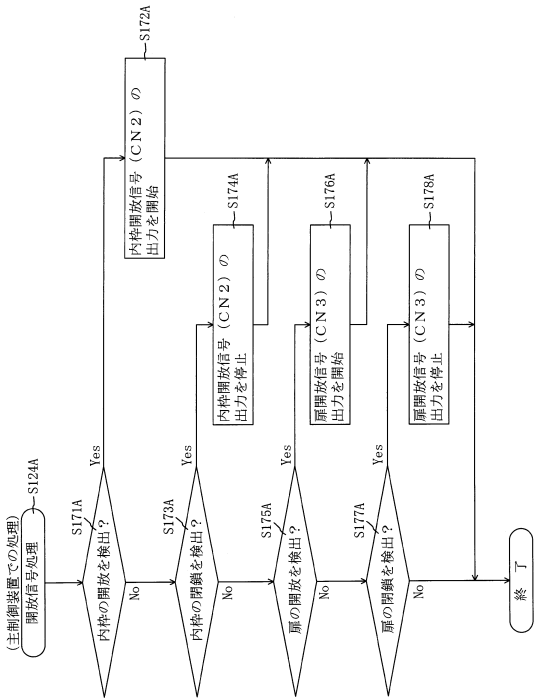 (主制御装置での処理)
開放信号処理
S124A
内枠の開放を検出?
S171A
Yes
No
内枠開放信号(CN2)の
出力を開始
S172A
内枠の閉鎖を検出?
S173A
Yes
No
内枠開放信号(CN2)の
出力を停止
S174A
扉の開放を検出?
S175A
Yes
No
扉開放信号(CN3)の
出力を開始
S176A
扉の閉鎖を検出?
S177A
Yes
No
扉開放信号(CN3)の
出力を停止
S178A
終了